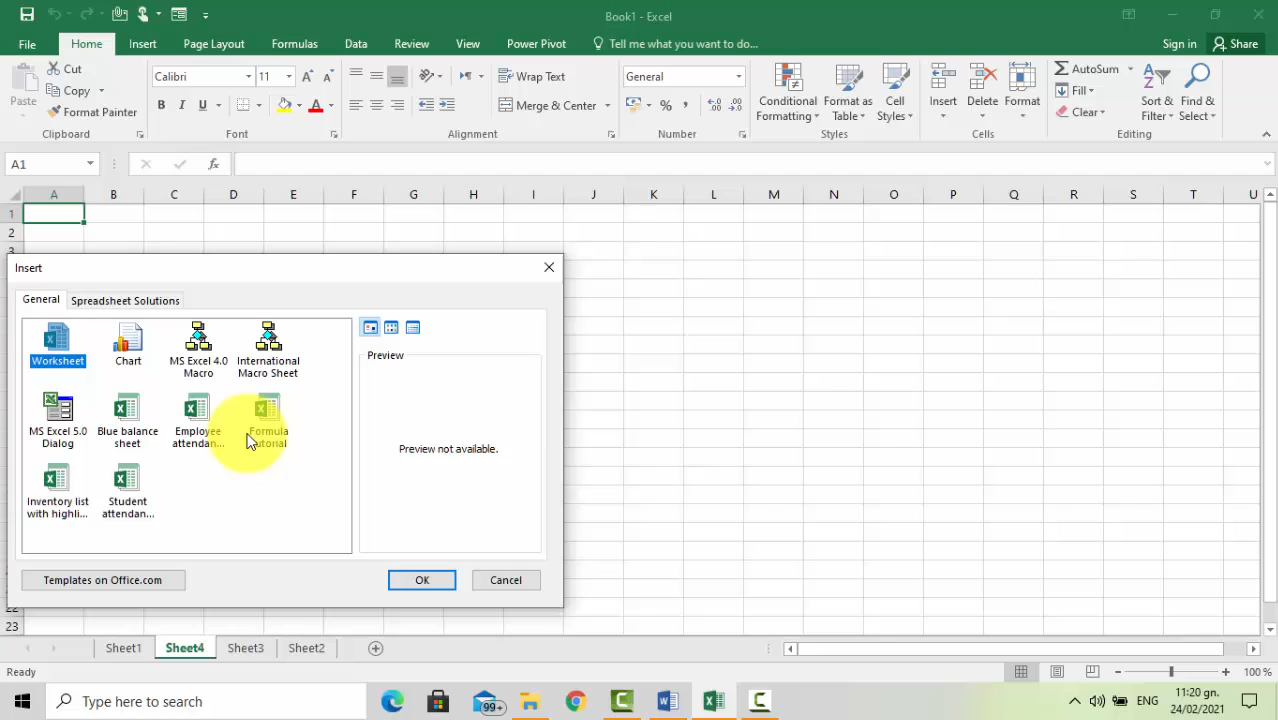 Book1 - Excel
File Home Insert Page Layout Formulas Data Review View Power Pivot Tell me what you want to do... Sign in Share
Paste Cut Copy Format Painter
Calibri 11 A A
B I U A
Wrap Text
Merge & Center
General
% ,
Conditional Formatting Format as Table Cell Styles
Insert Delete Format
AutoSum Fill Clear
Sort & Filter Find & Select
Clipboard Font Alignment Number Styles Cells Editing
A1 fx
A B C D E F G H I J K L M N O P Q R S T U
1
2
3
Insert
General Spreadsheet Solutions
Worksheet
Chart
MS Excel 4.0
Macro
International
Macro Sheet
MS Excel 5.0
Dialog
Blue balance
sheet
Employee
attendan...
Formula
tutorial
Inventory list
with highli...
Student
attendan...
Preview
Preview not available.
Templates on Office.com OK Cancel
22
23
Sheet1 Sheet4 Sheet3 Sheet2
Ready 100 %
Type here to search 99+ ENG
11:20 gn.
24/02/2021